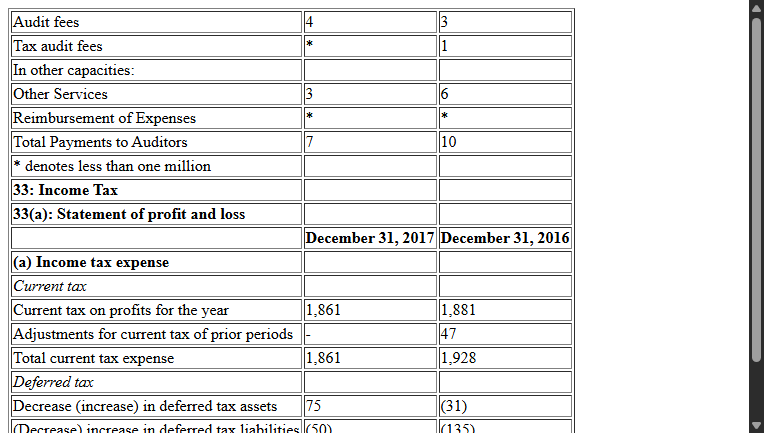 Audit fees 4 3
Tax audit fees * 1
In other capacities:
Other Services 3 6
Reimbursement of Expenses * *
Total Payments to Auditors 7 10
* denotes less than one million
33: Income Tax
33(a): Statement of profit and loss
December 31, 2017 December 31, 2016
(a) Income tax expense
Current tax
Current tax on profits for the year 1,861 1,881
Adjustments for current tax of prior periods - 47
Total current tax expense 1,861 1,928
Deferred tax
Decrease (increase) in deferred tax assets 75 (31)
(Decrease) increase in deferred tax liabilities (50) (135)